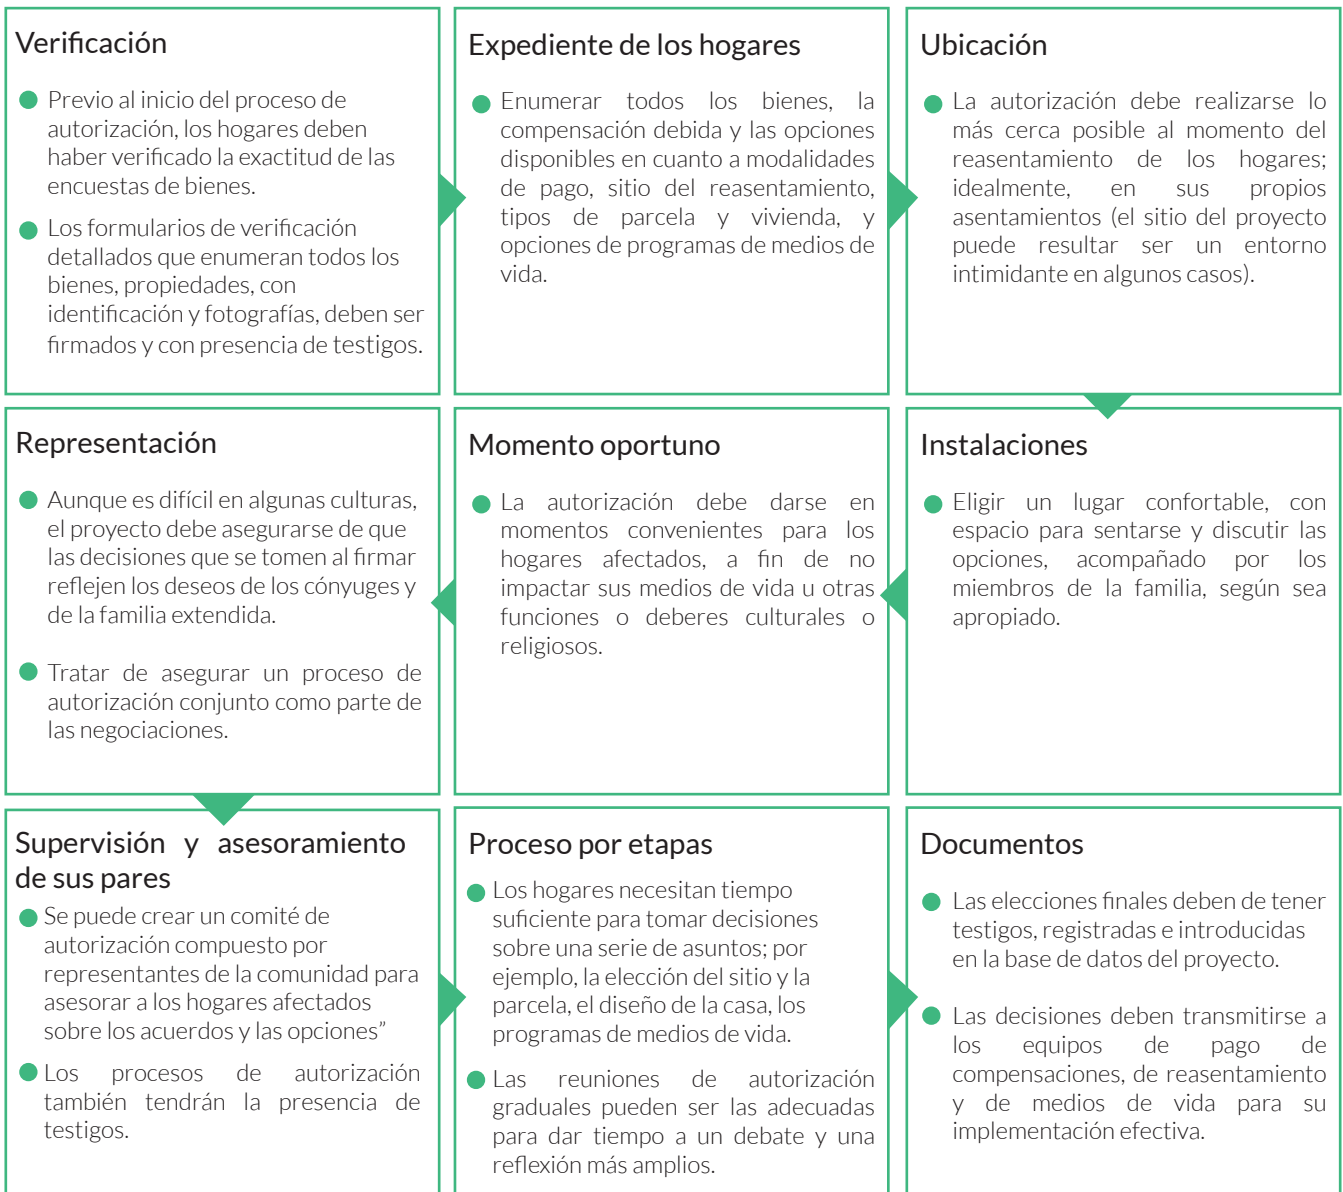 Verificación
Previo al inicio del proceso de
autorización, los hogares deben
haber verificado la exactitud de las
encuestas de bienes.
Los formularios de verificación
detallados que enumeran todos los
bienes, propiedades, con
identificación y fotografías, deben ser
firmados y con presencia de testigos.
Expediente de los hogares
Enumerar todos los bienes, la
compensación debida y las opciones
disponibles en cuanto a modalidades
de pago, sitio del reasentamiento,
tipos de parcela y vivienda, y
opciones de programas de medios de
vida.
Ubicación
La autorización debe realizarse lo
más cerca posible al momento del
reasentamiento de los hogares;
idealmente, en sus propios
asentamientos (el sitio del proyecto
puede resultar ser un entorno
intimidante en algunos casos).
Instalaciones
Eligir un lugar confortable, con
espacio para sentarse y discutir las
opciones, acompañado por los
miembros de la familia, según sea
apropiado.
Momento oportuno
La autorización debe darse en
momentos convenientes para los
hogares afectados, a fin de no
impactar sus medios de vida u otras
funciones o deberes culturales o
religiosos.
Representación
Aunque es difícil en algunas culturas,
el proyecto debe asegurarse de que
las decisiones que se tomen al firmar
reflejen los deseos de los cónyuges y
de la familia extendida.
Tratar de asegurar un proceso de
autorización conjunto como parte de
las negociaciones.
Supervisión y asesoramiento
de sus pares
Se puede crear un comité de
autorización compuesto por
representantes de la comunidad para
asesorar a los hogares afectados
sobre los acuerdos y las opciones”
Los procesos de autorización
también tendrán la presencia de
testigos.
Proceso por etapas
Los hogares necesitan tiempo
suficiente para tomar decisiones
sobre una serie de asuntos; por
ejemplo, la elección del sitio y la
parcela, el diseño de la casa, los
programas de medios de vida.
Las reuniones de autorización
graduales pueden ser las adecuadas
para dar tiempo a un debate y una
reflexión más amplios.
Documentos
Las elecciones finales deben de tener
testigos, registradas e introducidas
en la base de datos del proyecto.
Las decisiones deben transmitirse a
los equipos de pago de
compensaciones, de reasentamiento
y de medios de vida para su
implementación efectiva.